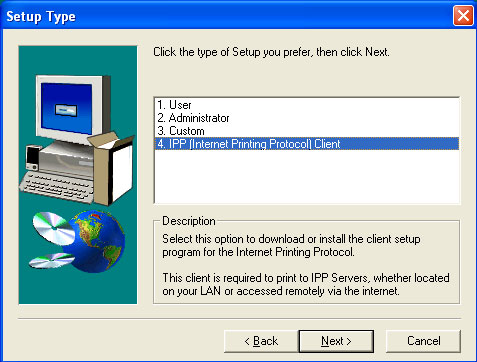 Setup Type
Click the type of Setup you prefer, then click Next.
1. User
2. Administrator
3. Custom
4. IPP (Internet Printing Protocol) Client
Description
Select this option to download or install the client setup
program for the Internet Printing Protocol.
This client is required to print to IPP Servers, whether located
on your LAN or accessed remotely via the internet.
< Back
Next >
Cancel